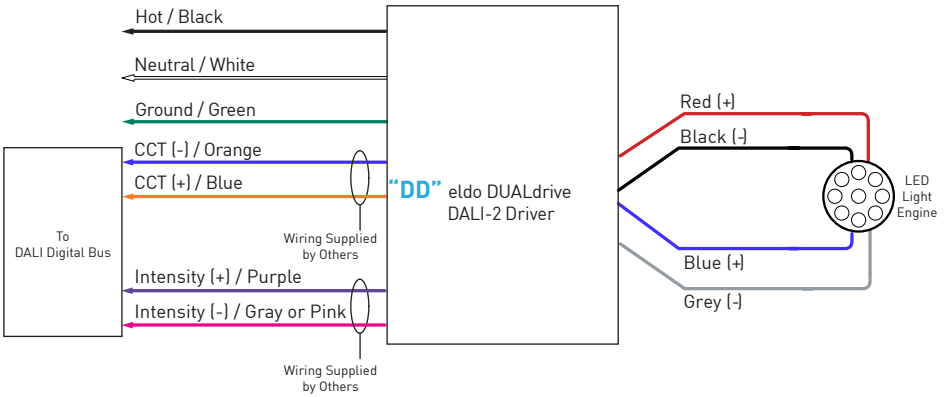 Hot / Black
Neutral / White
Ground / Green
CCT (-) / Orange
CCT (+) / Blue
Wiring Supplied
by Others
To
DALI Digital Bus
Intensity (+) / Purple
Intensity (-) / Gray or Pink
Wiring Supplied
by Others
“DD” eldo DUALdrive
DALI-2 Driver
Red (+)
Black (-)
Blue (+)
Grey (-)
LED
Light
Engine